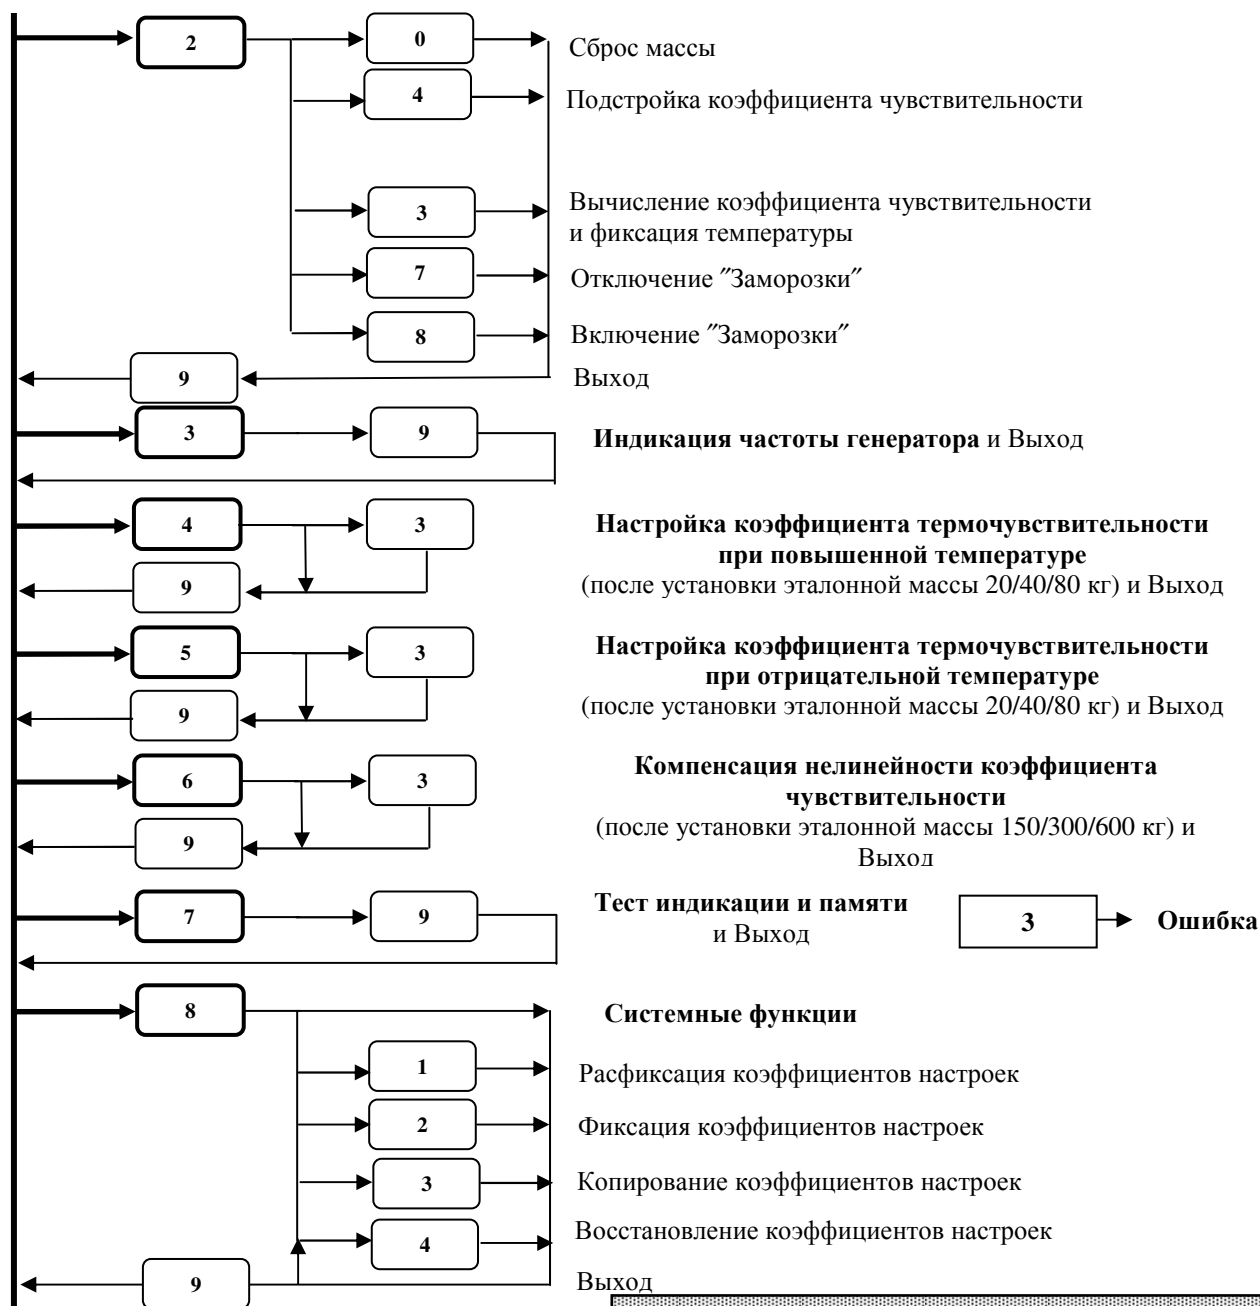 2
0
Сброс массы
4
Подстройка коэффициента чувствительности
3
Вычисление коэффициента чувствительности
и фиксация температуры
7
Отключение ″Заморозки″
8
Включение ″Заморозки″
9
Выход
3
9
Индикация частоты генератора и Выход
4
3
Настройка коэффициента термочувствительности
при повышенной температуре
(после установки эталонной массы 20/40/80 кг) и Выход
9
5
3
Настройка коэффициента термочувствительности
при отрицательной температуре
(после установки эталонной массы 20/40/80 кг) и Выход
9
6
3
Компенсация нелинейности коэффициента
чувствительности
(после установки эталонной массы 150/300/600 кг) и
Выход
9
7
9
Тест индикации и памяти
и Выход
3
Ошибка
8
Системные функции
1
Расфиксация коэффициентов настроек
2
Фиксация коэффициентов настроек
3
Копирование коэффициентов настроек
4
Восстановление коэффициентов настроек
9
Выход